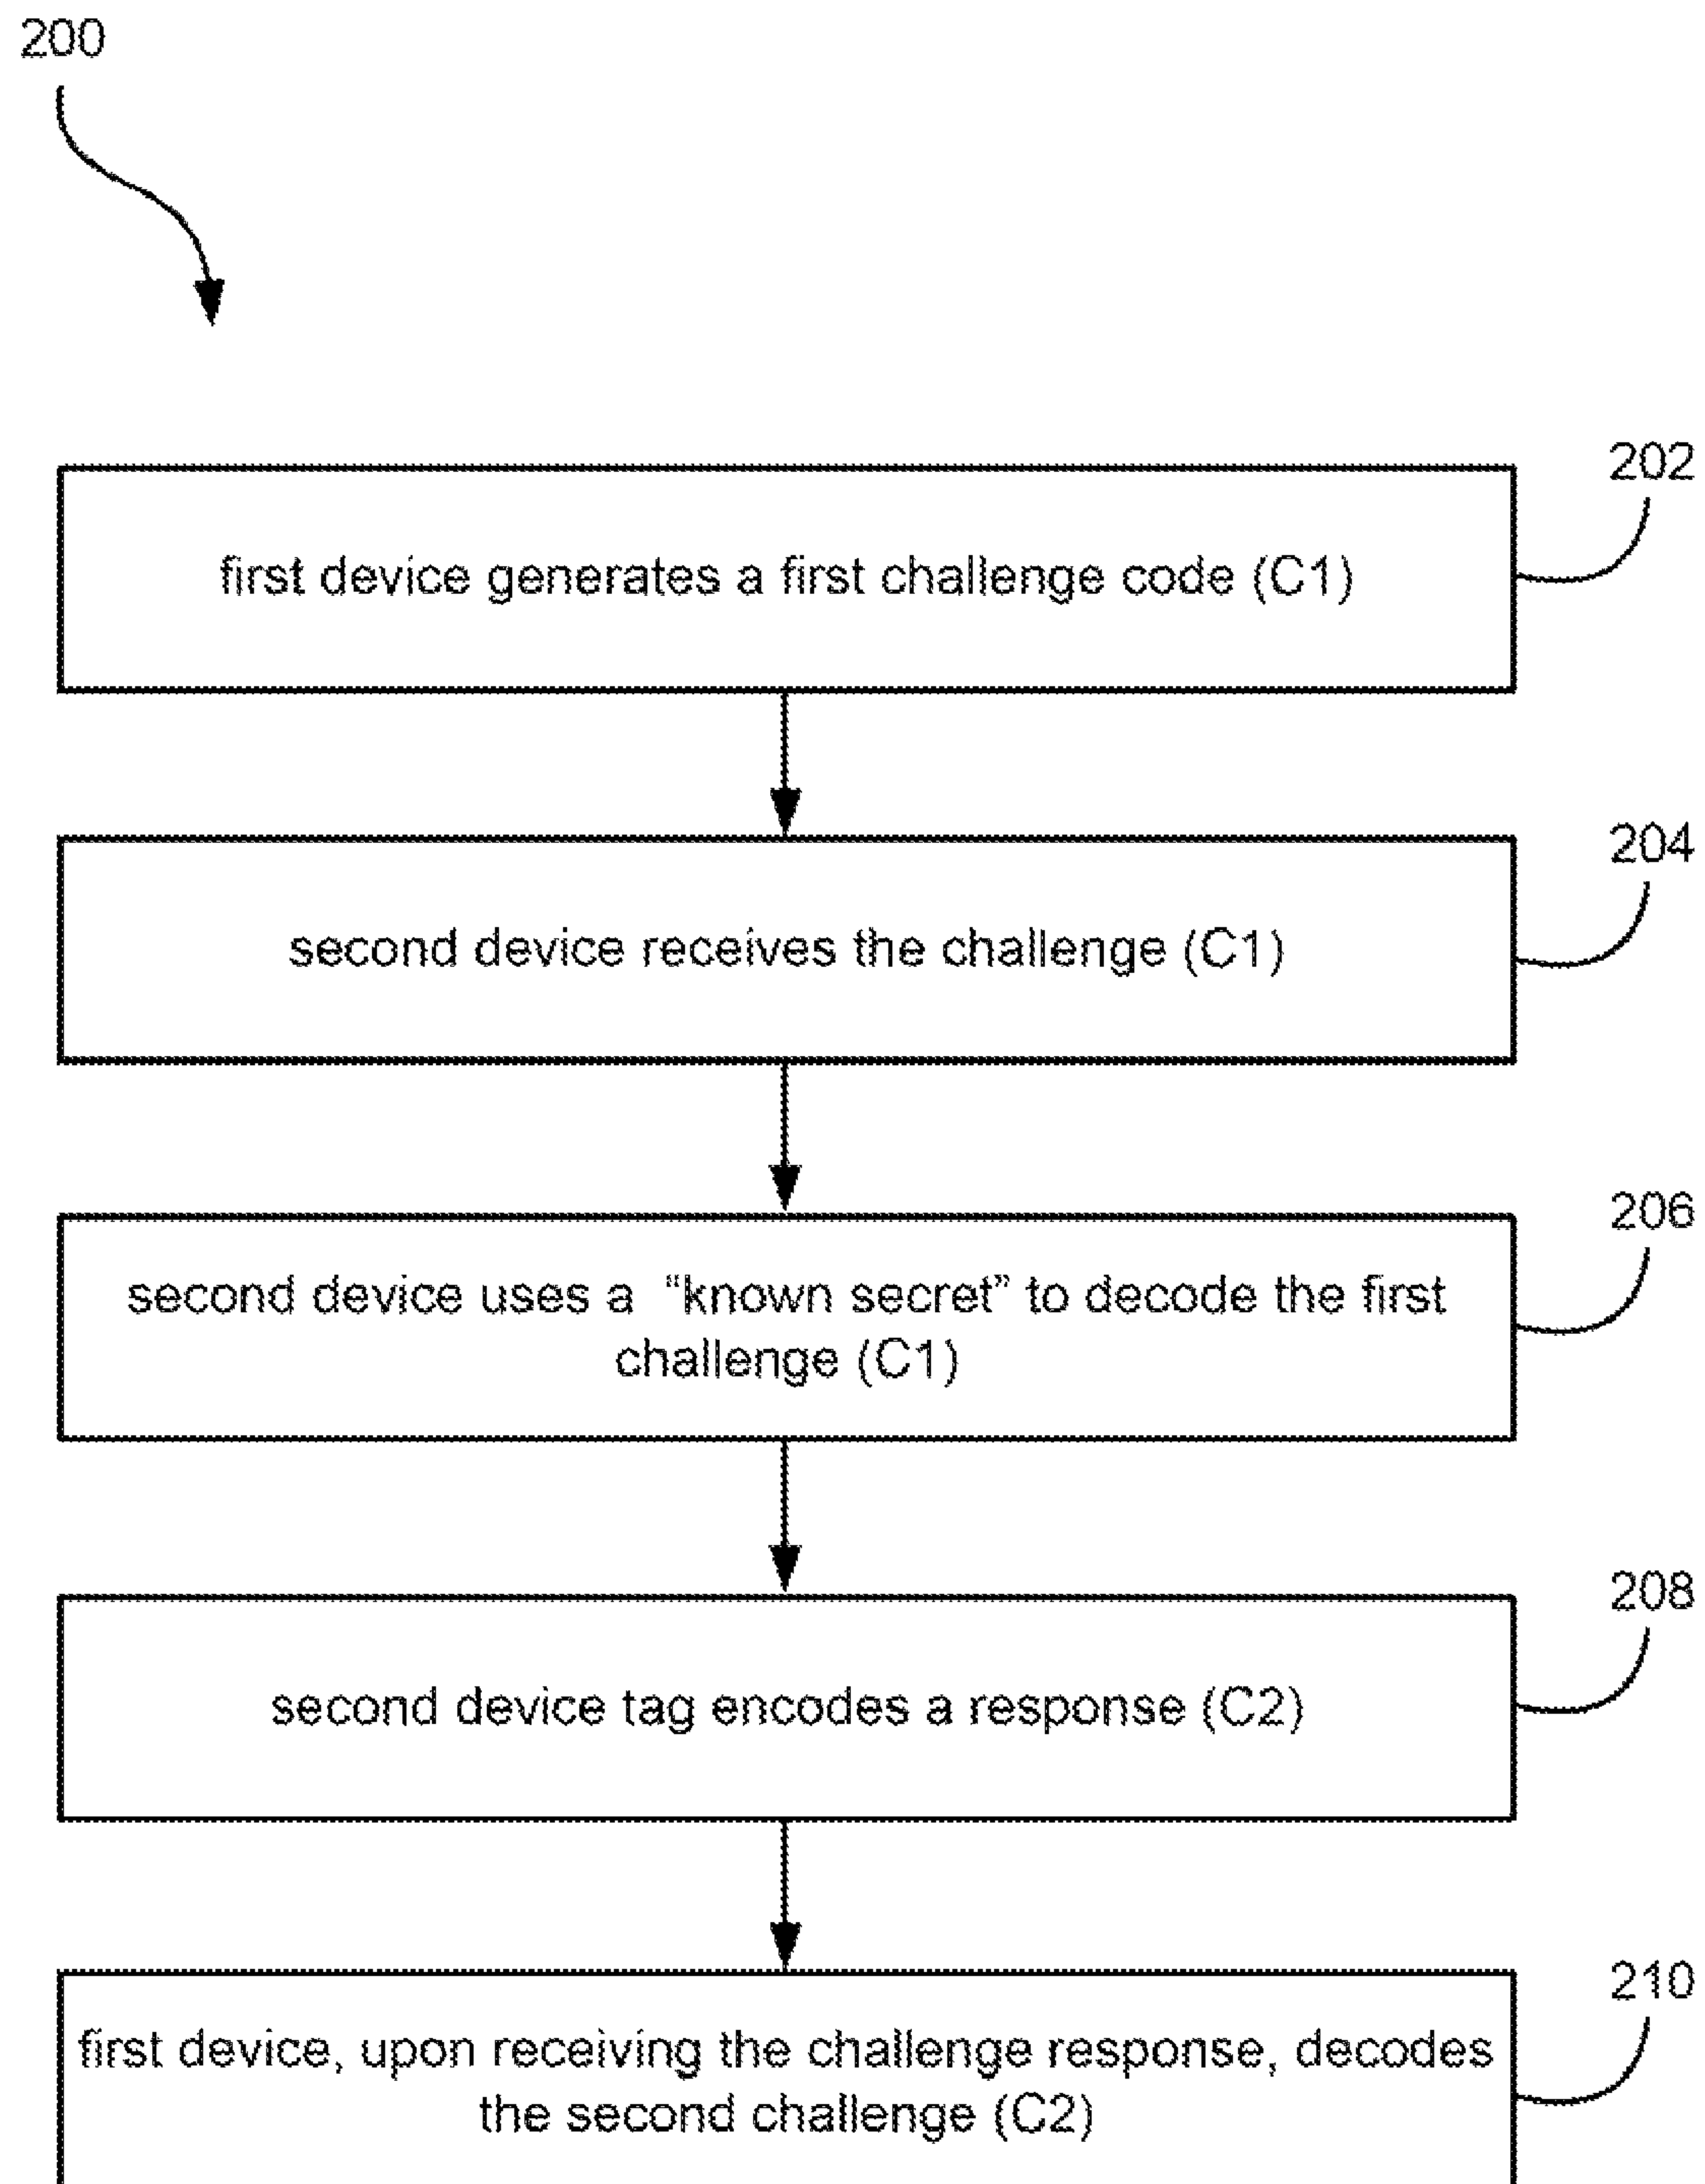 200
202
first device generates a first challenge code (C1)
204
second device receives the challenge (C1)
206
second device uses a “known secret” to decode the first
challenge (C1)
208
second device tag encodes a response (C2)
210
first device, upon receiving the challenge response, decodes
the second challenge (C2)